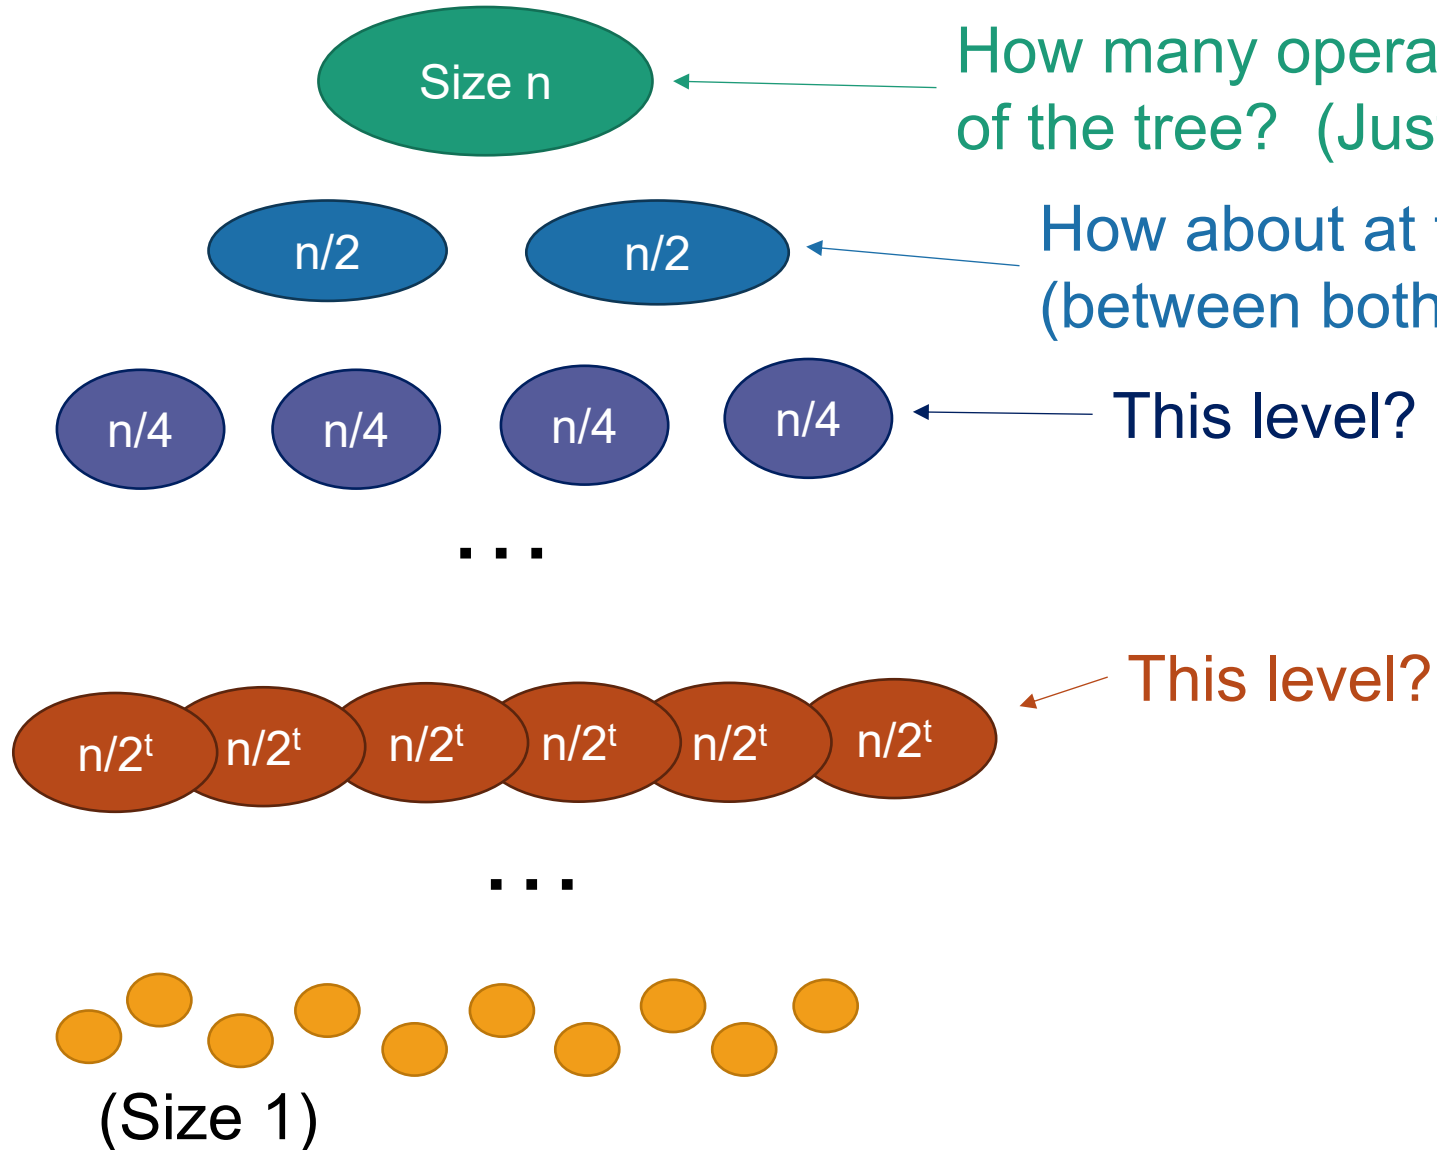 Size n
How many opera
of the tree? (Jus
n/2 n/2
How about at
(between both
n/4 n/4 n/4 n/4
This level?
...
This level?
n/2ᵗ n/2ᵗ n/2ᵗ n/2ᵗ n/2ᵗ n/2ᵗ
...
(Size 1)